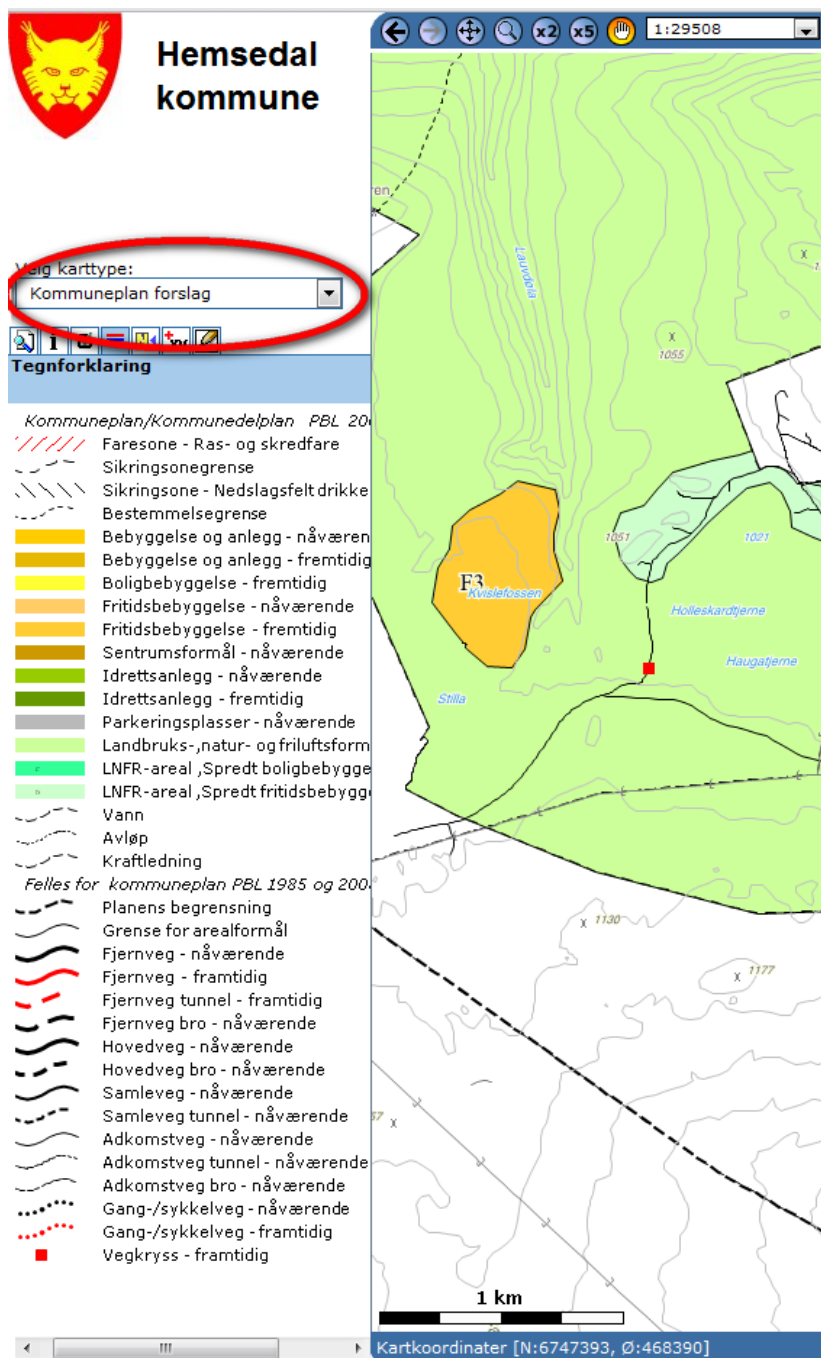 Hemsedal
kommune
Velg karttype:
Kommuneplan forslag
Tegnforklaring
Kommuneplan/Kommunedelplan PBL 20
Faresone - Ras- og skredfare
Sikringsonegrense
Sikringsone - Nedslagsfelt drikke
Bestemmelsegrense
Bebyggelse og anlegg - nåværen
Bebyggelse og anlegg - fremtidig
Boligbebyggelse - fremtidig
Fritidsbebyggelse - nåværende
Fritidsbebyggelse - fremtidig
Sentrumsformål - nåværende
Idrettsanlegg - nåværende
Idrettsanlegg - fremtidig
Parkeringsplasser - nåværende
Landbruks-,natur- og friluftsform
LNFR-areal ,Spredt boligbebygge
LNFR-areal ,Spredt fritidsbebygg
Vann
Avløp
Kraftledning
Felles for kommuneplan PBL 1985 og 200
Planens begrensning
Grense for arealformål
Fjernveg - nåværende
Fjernveg - framtidig
Fjernveg tunnel - framtidig
Fjernveg bro - nåværende
Hovedveg - nåværende
Hovedveg bro - nåværende
Samleveg - nåværende
Samleveg tunnel - nåværende
Adkomstveg - nåværende
Adkomstveg tunnel - nåværende
Adkomstveg bro - nåværende
Gang-/sykkelveg - nåværende
Gang-/sykkelveg - framtidig
Vegkryss - framtidig
x2 x5 1:29508
ren
Lauvdøla
x
1055
x
1051
1021
F3
Kvislefossen
Holleskardtjerne
Haugatjerne
Stilla
x 1130
x 1177
57 x
1 km
Kartkoordinater [N:6747393, Ø:468390]